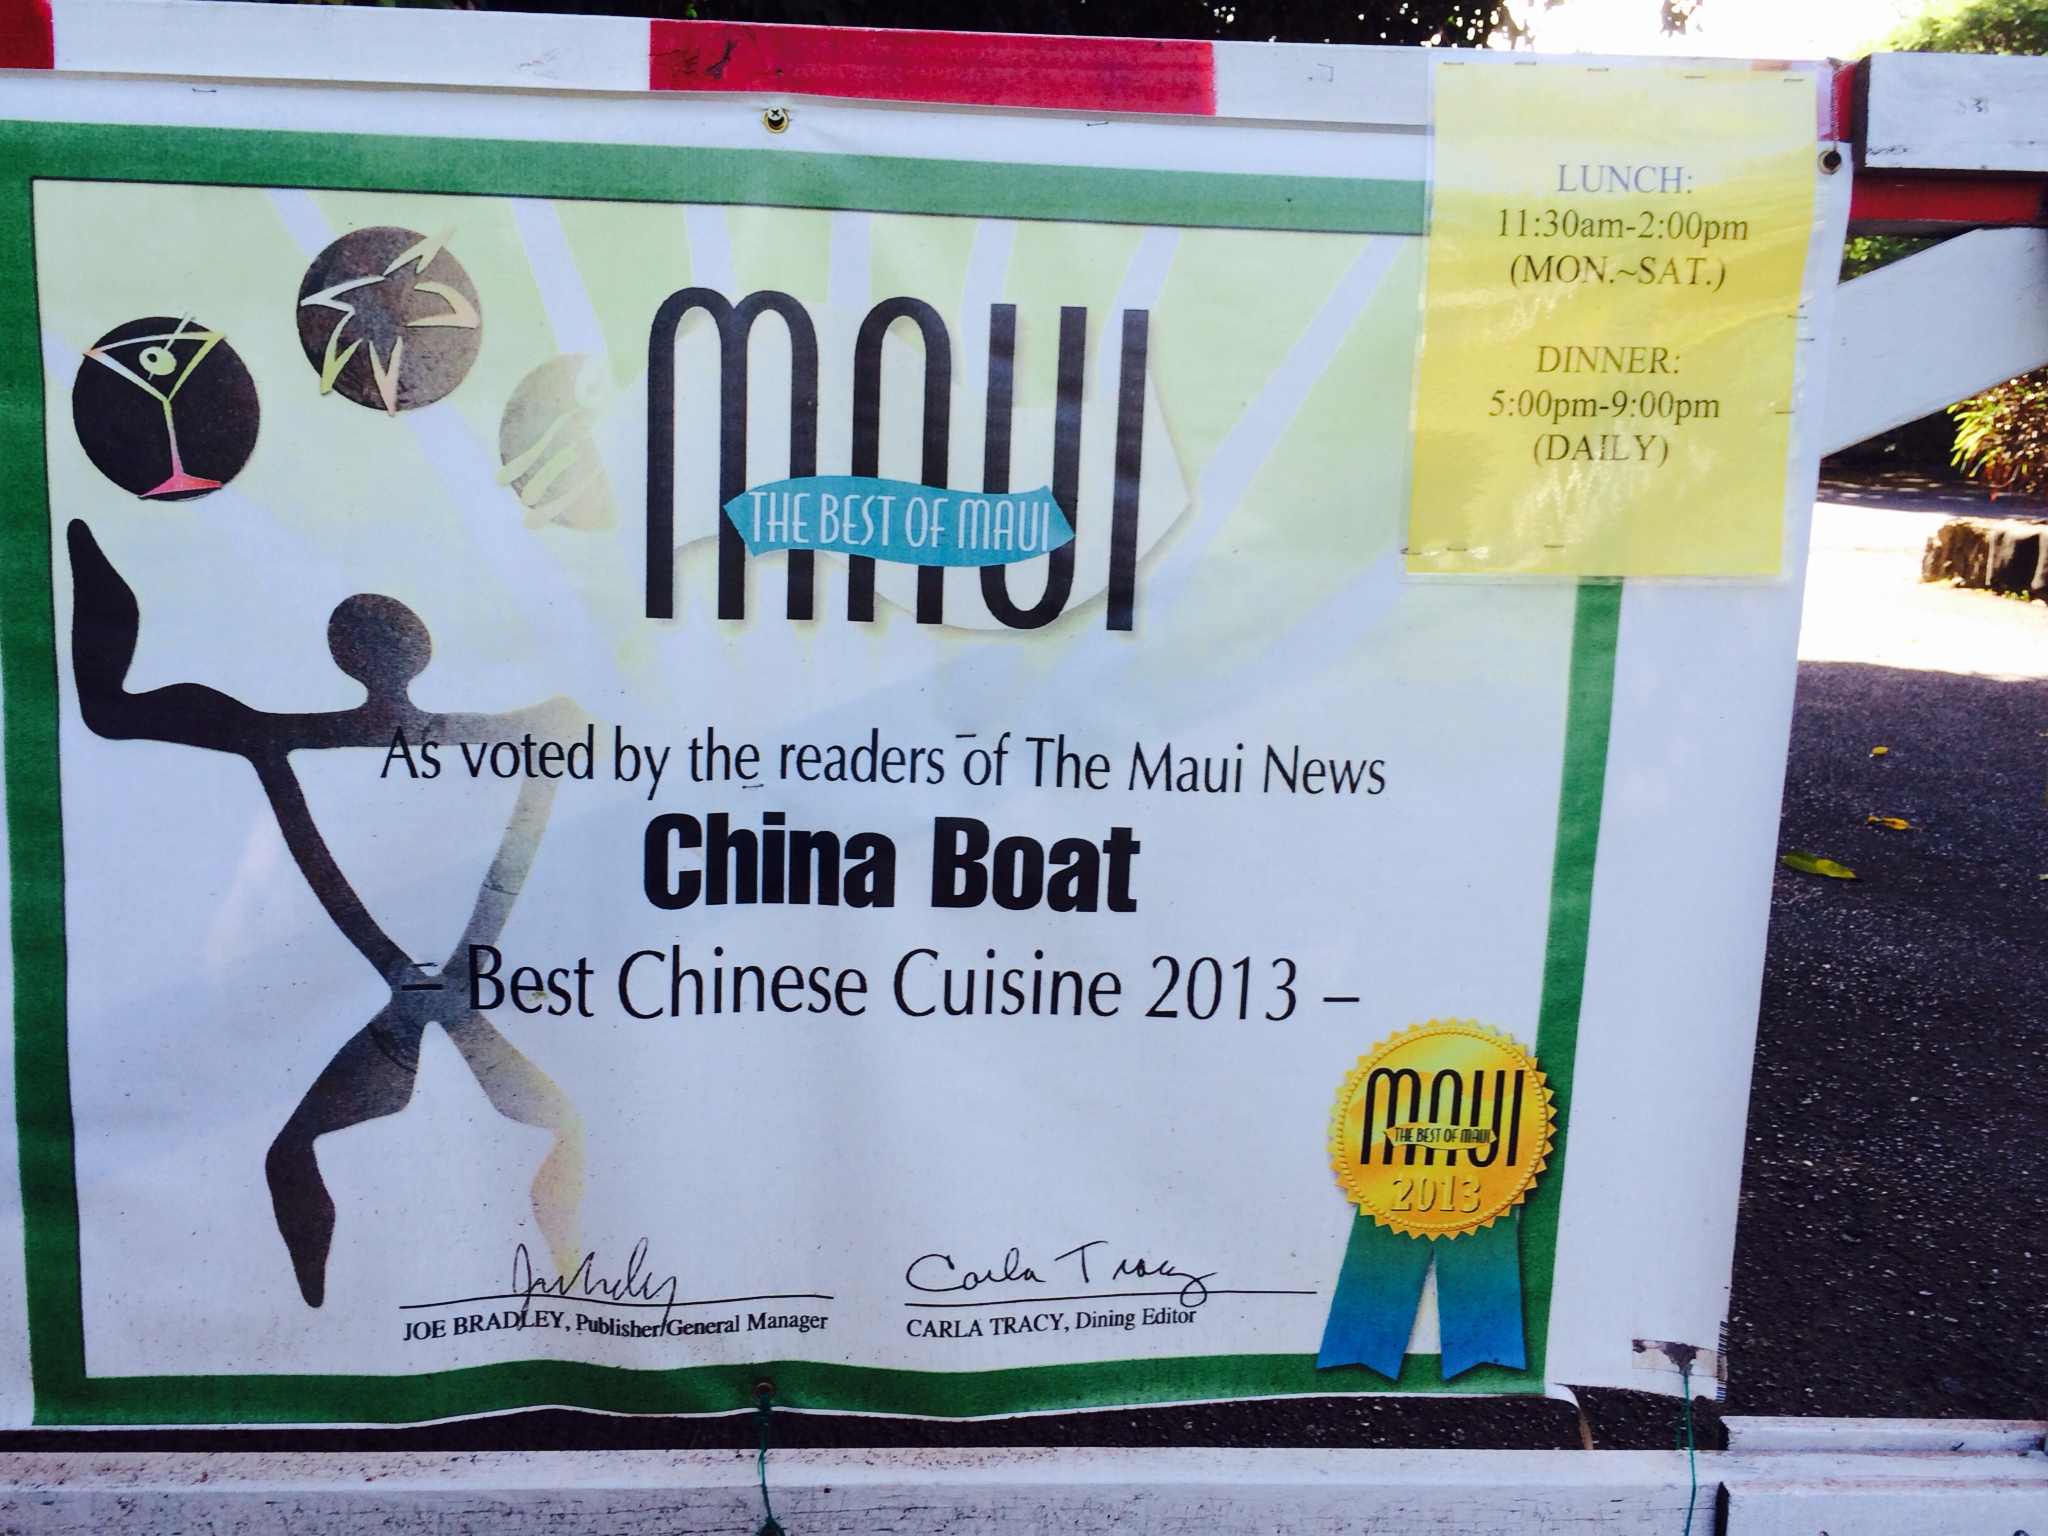 LUNCH:
11:30am-2:00pm
(MON.~SAT.)
DINNER:
5:00pm-9:00pm
(DAILY)
MAUI
THE BEST OF MAUI
As voted by the readers of The Maui News
China Boat
– Best Chinese Cuisine 2013 –
MAUI
THE BEST OF MAUI
2013
Carla Tracy
JOE BRADLEY, Publisher/General Manager
CARLA TRACY, Dining Editor